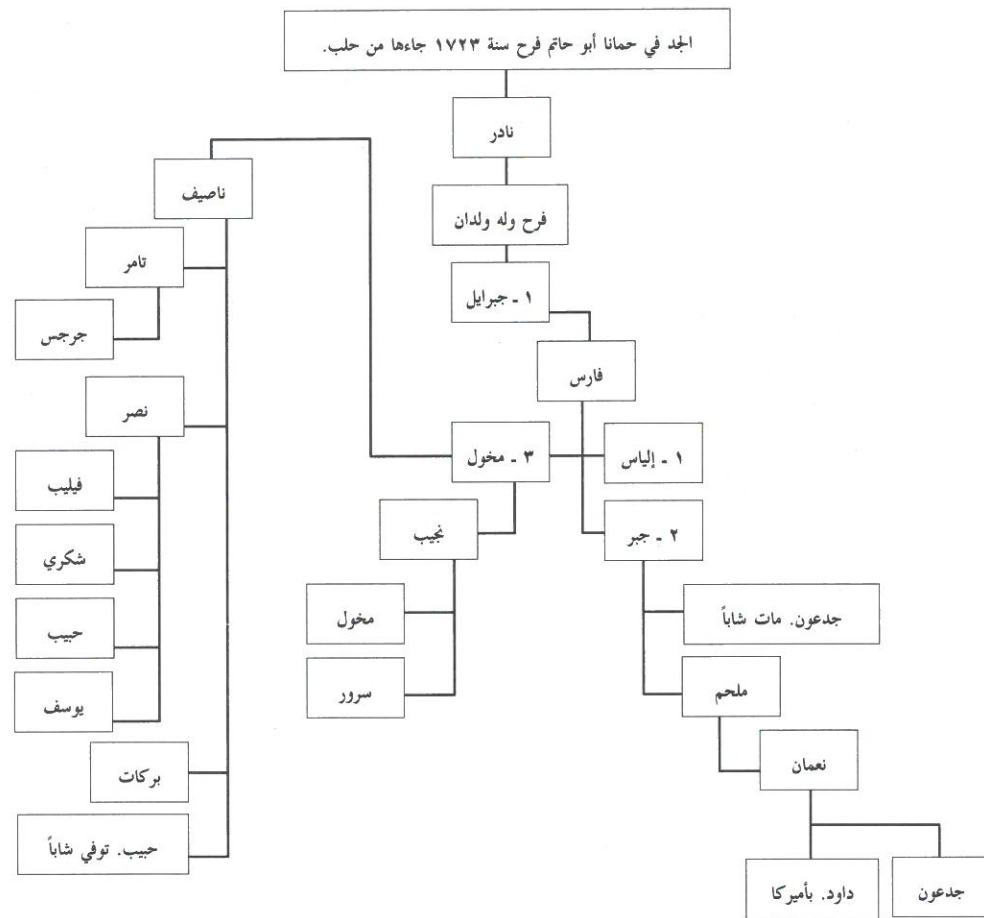 الجد في حمانا أبو حاتم فرح سنة ١٧٢٣ جاءها من حلب.
نادر
ناصيف
فرح وله ولدان
تامر
١ - جبرايل
جرجس
فارس
نصر
١ - إلياس
٣ - مخول
فيليب
٢ - جبر
نجيب
شكري
جدعون. مات شاباً
مخول
حبيب
ملحم
سرور
يوسف
نعمان
بركات
حبيب. توفي شاباً
جدعون
داود. بأميركا